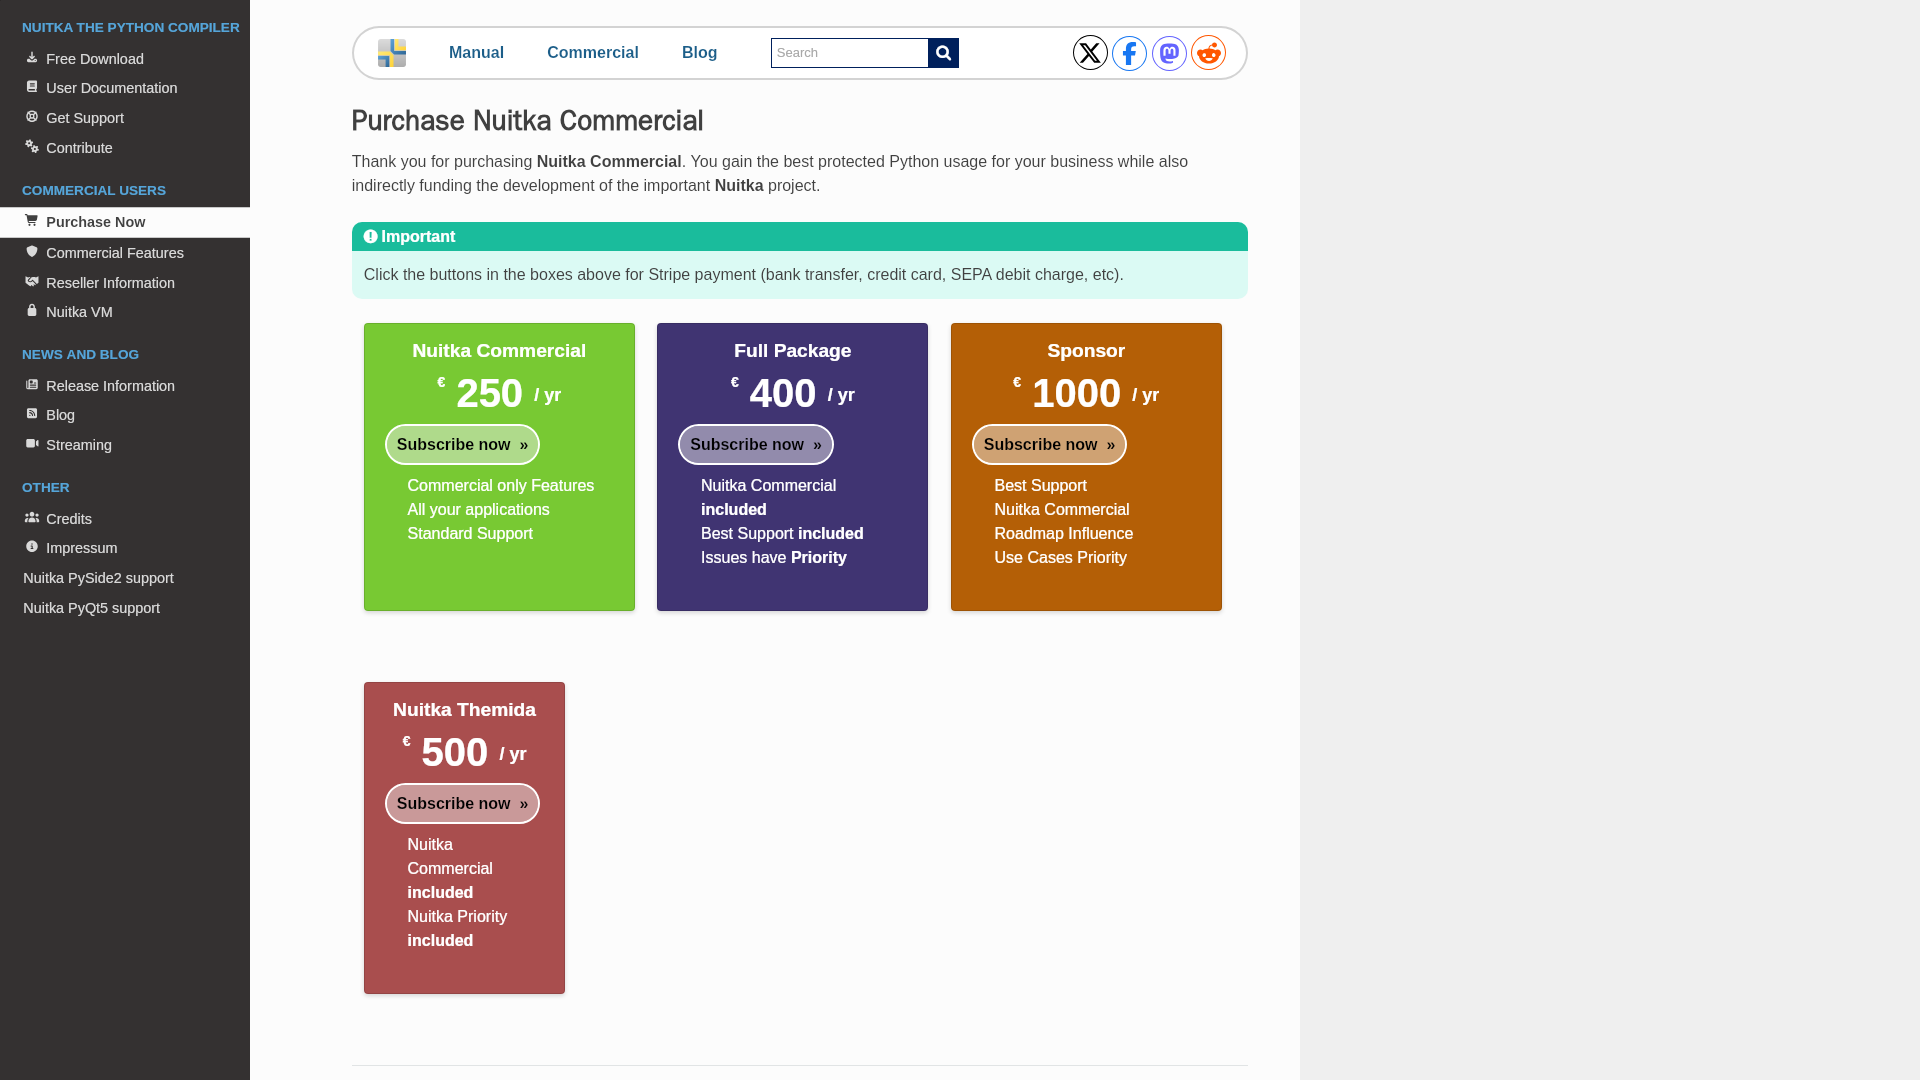 NUITKA THE PYTHON COMPILER
Free Download
User Documentation
Get Support
Contribute
COMMERCIAL USERS
Purchase Now
Commercial Features
Reseller Information
Nuitka VM
NEWS AND BLOG
Release Information
Blog
Streaming
OTHER
Credits
Impressum
Nuitka PySide2 support
Nuitka PyQt5 support
Manual Commercial Blog Search
Purchase Nuitka Commercial
Thank you for purchasing Nuitka Commercial. You gain the best protected Python usage for your business while also
indirectly funding the development of the important Nuitka project.
Important
Click the buttons in the boxes above for Stripe payment (bank transfer, credit card, SEPA debit charge, etc).
Nuitka Commercial
€ 250 / yr
Subscribe now »
Commercial only Features
All your applications
Standard Support
Full Package
€ 400 / yr
Subscribe now »
Nuitka Commercial
included
Best Support included
Issues have Priority
Sponsor
€ 1000 / yr
Subscribe now »
Best Support
Nuitka Commercial
Roadmap Influence
Use Cases Priority
Nuitka Themida
€ 500 / yr
Subscribe now »
Nuitka
Commercial
included
Nuitka Priority
included